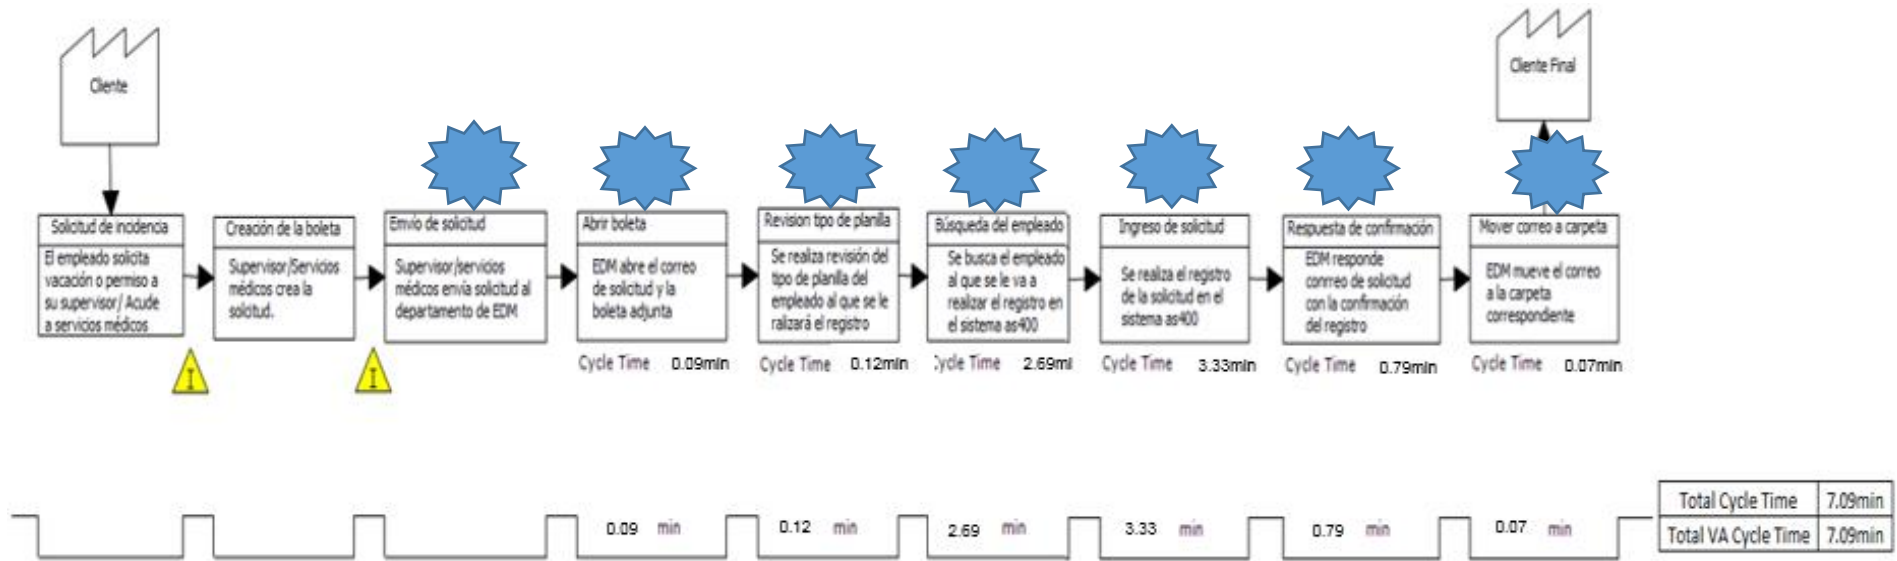 Cliente
Cliente Final
Solicitud de incidencia
El empleado solicita
vacación o permiso a
su supervisor/ Acude
a servicios médicos
Creación de la boleta
Supervisor/Servicios
médicos crea la
solcitud.
Envío de solicitud
Supervisor/servicios
médicos envía solicitud al
departamento de EDM
Abrir boleta
EDM abre el correo
de solicitud y la
boleta adjunta
Cycle Time 0.09min
Revision tipo de planilla
Se realiza revisión del
tipo de planilla del
empleado al que se le
ralizará el registro
Cycle Time 0.12min
Búsqueda del empleado
Se busca el empleado
al que se le va a
realizar el registro en
el sistema as400
Cycle Time 2.69mi
Ingreso de solicitud
Se realiza el registro
de la solicitud en el
sistema as400
Cycle Time 3.33min
Respuesta de confirmación
EDM responde
conrreo de solicitud
con la confirmación
del registro
Cycle Time 0.79min
Mover correo a carpeta
EDM mueve el correo
a la carpeta
correspondiente
Cycle Time 0.07min
I
I
0.09 min
0.12 min
2.69 min
3.33 min
0.79 min
0.07 min
Total Cycle Time 7.09min
Total VA Cycle Time 7.09min